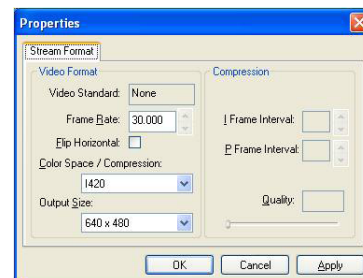 Properties
Stream Format
Video Format
Video Standard: None
Frame Rate: 30.000
Flip Horizontal:
Color Space / Compression:
I420
Output Size:
640 x 480
Compression
I Frame Interval:
P Frame Interval:
Quality:
OK Cancel Apply